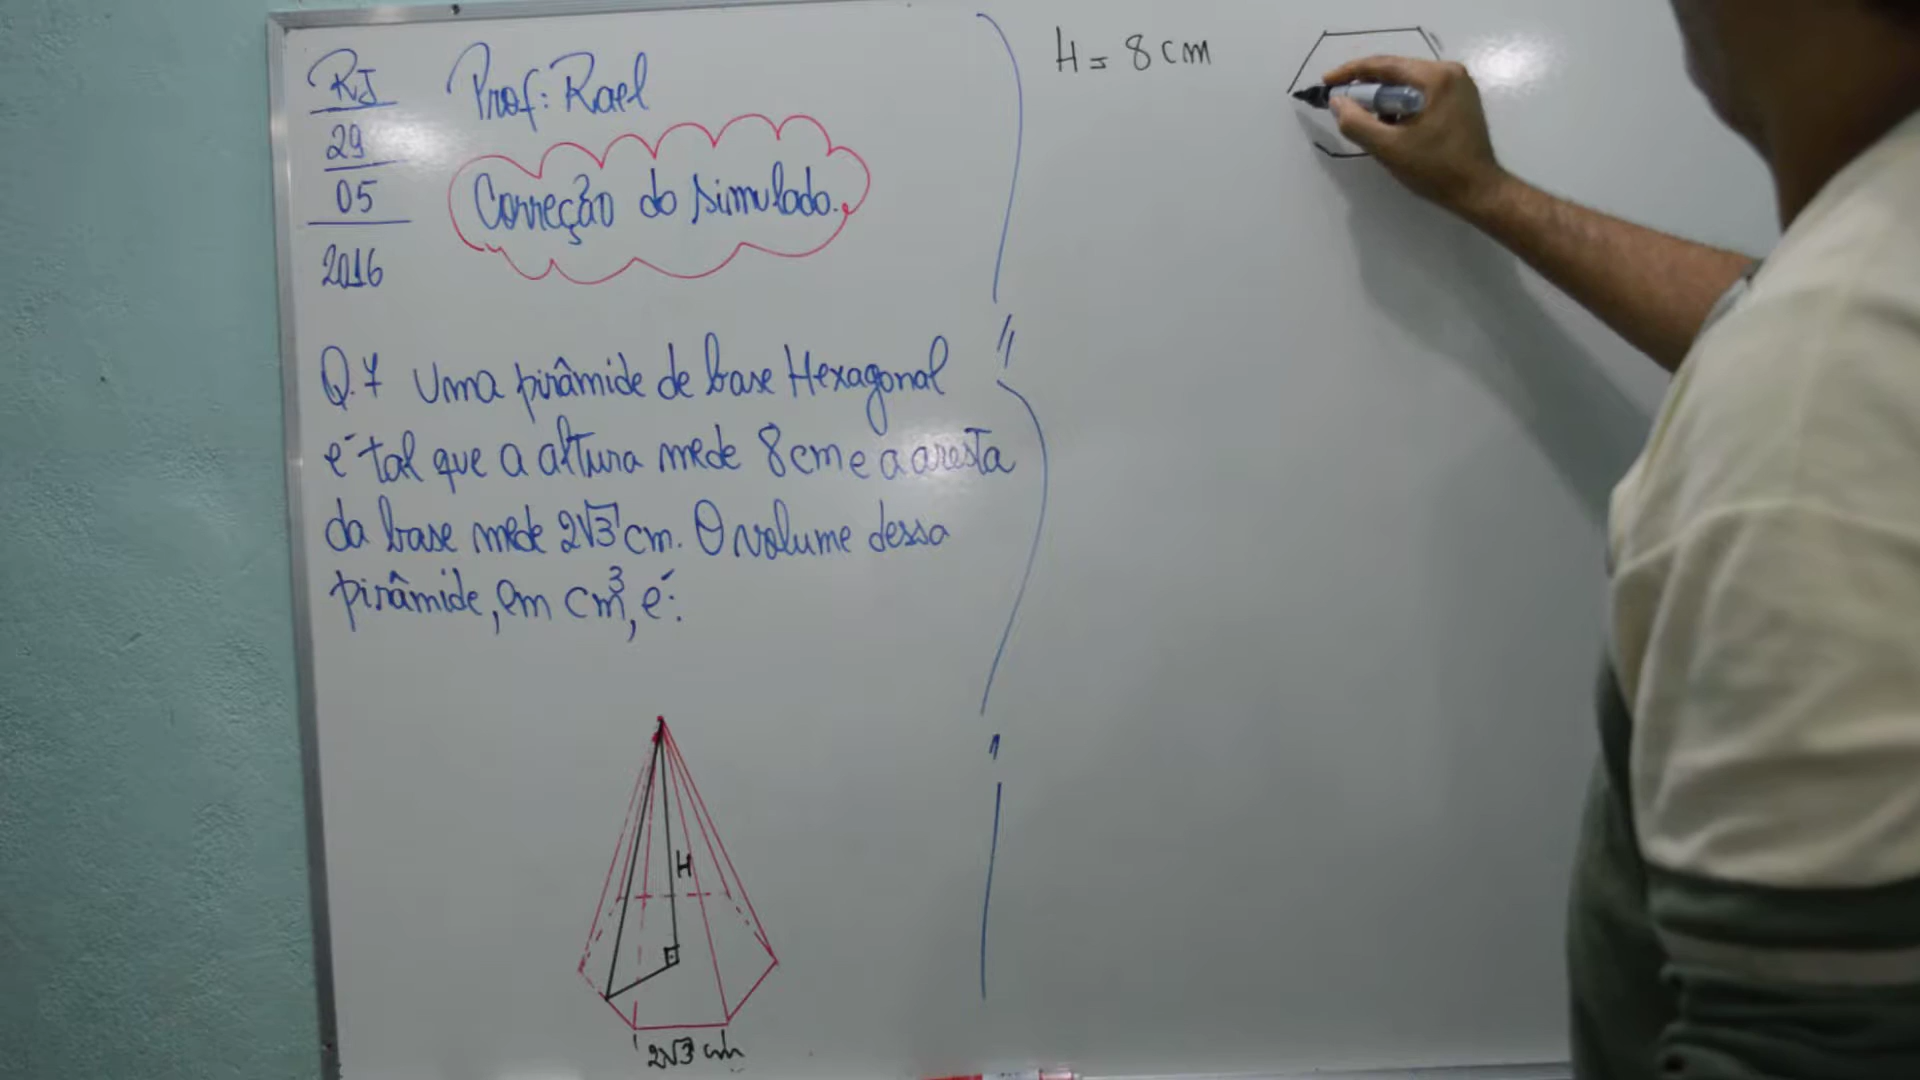 RJ
29
05
2016
Prof: Rael
Correção do simulado.
Q.7 Uma pirâmide de base Hexagonal
é tal que a altura mede 8cm e a aresta
da base mede 2√3 cm. O volume dessa
pirâmide, em cm³, é:
H
2√3 cm
H = 8 cm